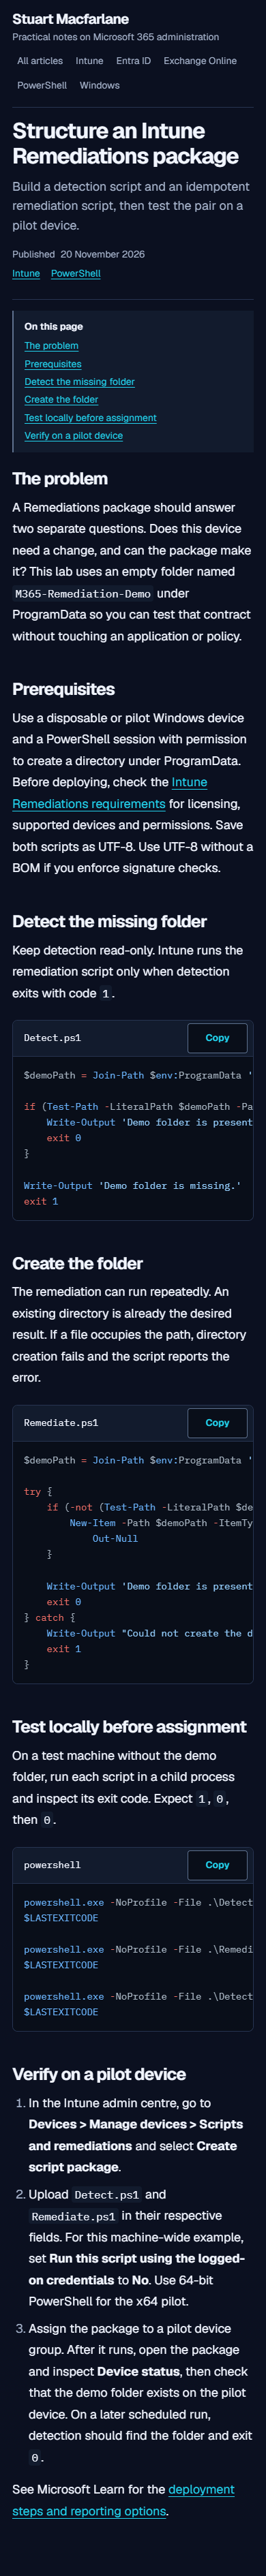 Stuart Macfarlane
Practical notes on Microsoft 365 administration
All articles Intune Entra ID Exchange Online
PowerShell Windows
Structure an Intune
Remediations package
Build a detection script and an idempotent
remediation script, then test the pair on a
pilot device.
Published 20 November 2026
Intune PowerShell
On this page
The problem
Prerequisites
Detect the missing folder
Create the folder
Test locally before assignment
Verify on a pilot device
The problem
A Remediations package should answer
two separate questions. Does this device
need a change, and can the package make
it? This lab uses an empty folder named
M365-Remediation-Demo under
ProgramData so you can test that contract
without touching an application or policy.
Prerequisites
Use a disposable or pilot Windows device
and a PowerShell session with permission
to create a directory under ProgramData.
Before deploying, check the Intune
Remediations requirements for licensing,
supported devices and permissions. Save
both scripts as UTF-8. Use UTF-8 without a
BOM if you enforce signature checks.
Detect the missing folder
Keep detection read-only. Intune runs the
remediation script only when detection
exits with code 1.
Detect.ps1 Copy
$demoPath = Join-Path $env:ProgramData '
if (Test-Path -LiteralPath $demoPath -Pa
Write-Output 'Demo folder is present
exit 0
}
Write-Output 'Demo folder is missing.'
exit 1
Create the folder
The remediation can run repeatedly. An
existing directory is already the desired
result. If a file occupies the path, directory
creation fails and the script reports the
error.
Remediate.ps1 Copy
$demoPath = Join-Path $env:ProgramData '
try {
if (-not (Test-Path -LiteralPath $de
New-Item -Path $demoPath -ItemTy
Out-Null
}
Write-Output 'Demo folder is present
exit 0
} catch {
Write-Output "Could not create the d
exit 1
}
Test locally before assignment
On a test machine without the demo
folder, run each script in a child process
and inspect its exit code. Expect 1, 0,
then 0.
powershell Copy
powershell.exe -NoProfile -File .\Detect
$LASTEXITCODE
powershell.exe -NoProfile -File .\Remedi
$LASTEXITCODE
powershell.exe -NoProfile -File .\Detect
$LASTEXITCODE
Verify on a pilot device
1. In the Intune admin centre, go to
Devices > Manage devices > Scripts
and remediations and select Create
script package.
2. Upload Detect.ps1 and
Remediate.ps1 in their respective
fields. For this machine-wide example,
set Run this script using the logged-
on credentials to No. Use 64-bit
PowerShell for the x64 pilot.
3. Assign the package to a pilot device
group. After it runs, open the package
and inspect Device status, then check
that the demo folder exists on the pilot
device. On a later scheduled run,
detection should find the folder and exit
0.
See Microsoft Learn for the deployment
steps and reporting options.